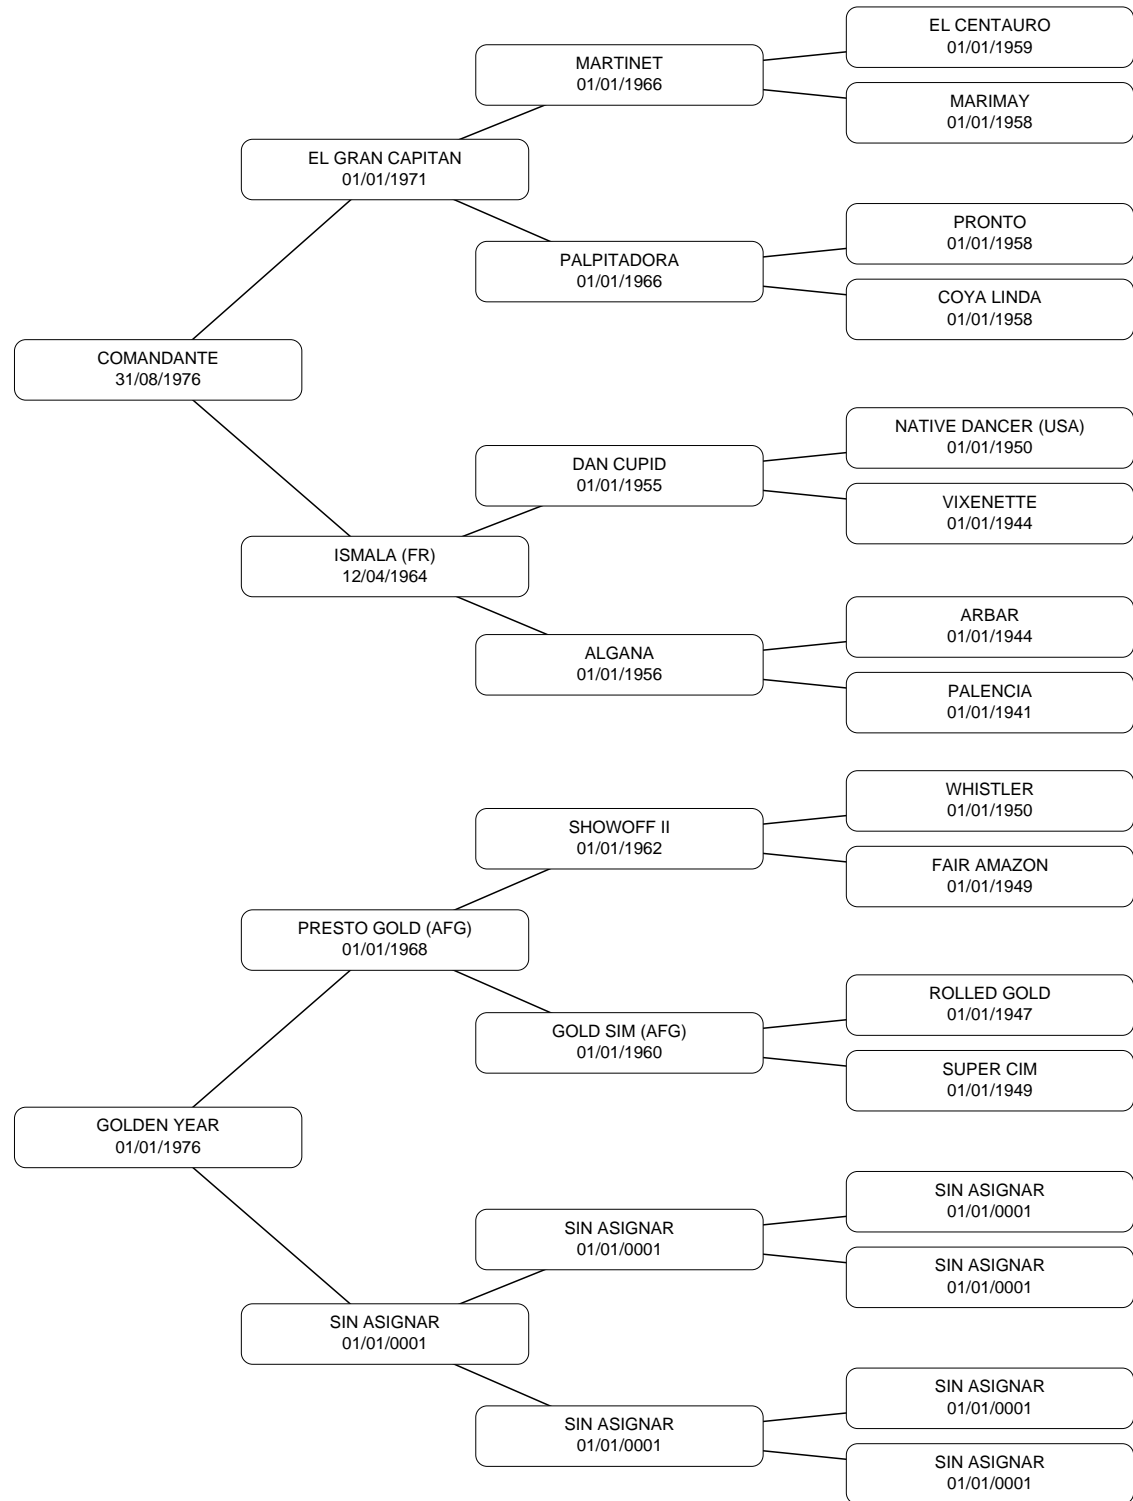 EL CENTAURO
01/01/1959
MARTINET
01/01/1966
MARIMAY
01/01/1958
EL GRAN CAPITAN
01/01/1971
PRONTO
01/01/1958
PALPITADORA
01/01/1966
COYA LINDA
01/01/1958
COMANDANTE
31/08/1976
NATIVE DANCER (USA)
01/01/1950
DAN CUPID
01/01/1955
VIXENETTE
01/01/1944
ISMALA (FR)
12/04/1964
ARBAR
01/01/1944
ALGANA
01/01/1956
PALENCIA
01/01/1941
WHISTLER
01/01/1950
SHOWOFF II
01/01/1962
FAIR AMAZON
01/01/1949
PRESTO GOLD (AFG)
01/01/1968
ROLLED GOLD
01/01/1947
GOLD SIM (AFG)
01/01/1960
SUPER CIM
01/01/1949
GOLDEN YEAR
01/01/1976
SIN ASIGNAR
01/01/0001
SIN ASIGNAR
01/01/0001
SIN ASIGNAR
01/01/0001
SIN ASIGNAR
01/01/0001
SIN ASIGNAR
01/01/0001
SIN ASIGNAR
01/01/0001
SIN ASIGNAR
01/01/0001